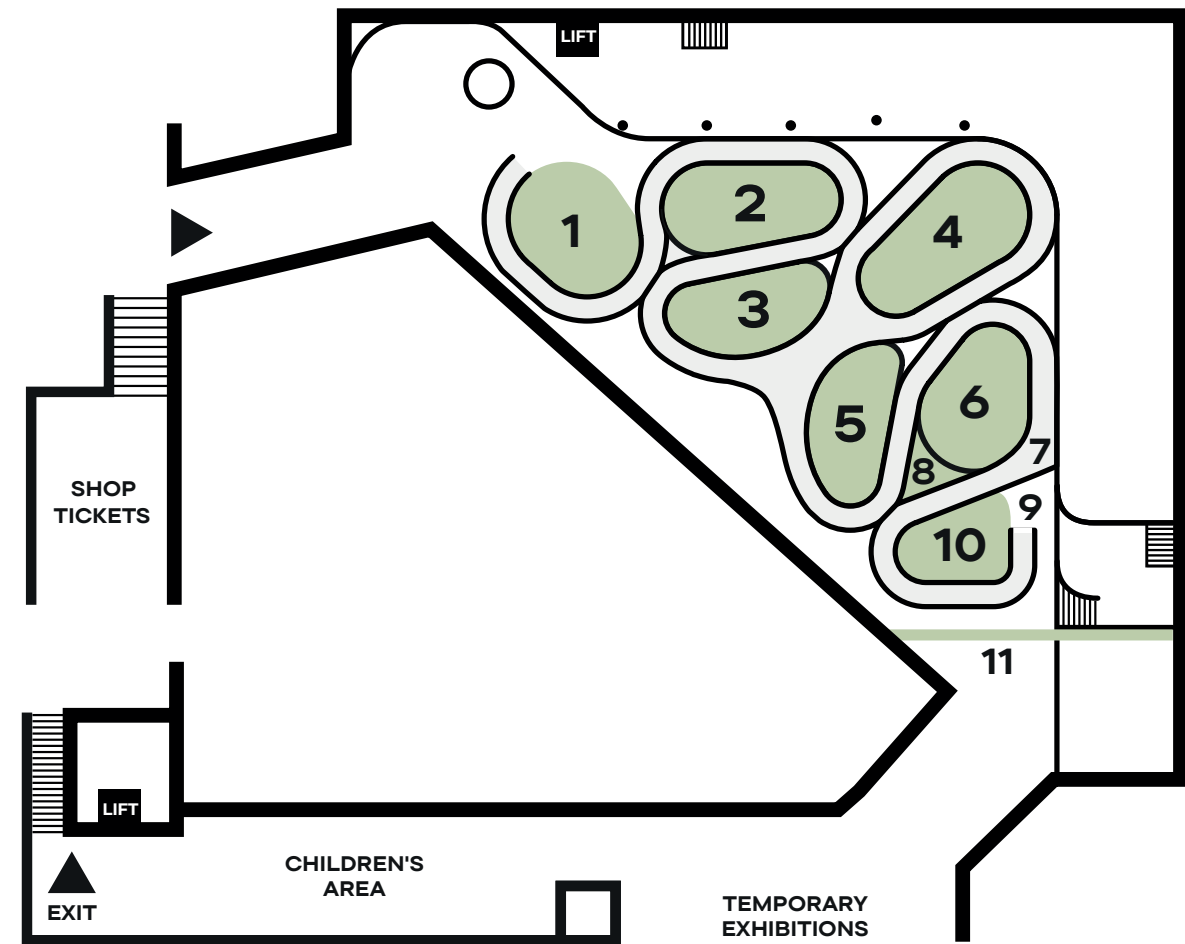 LIFT
2
1
4
3
6
5
7
8
SHOP
TICKETS
9
10
11
LIFT
CHILDREN'S
AREA
TEMPORARY
EXHIBITIONS
EXIT